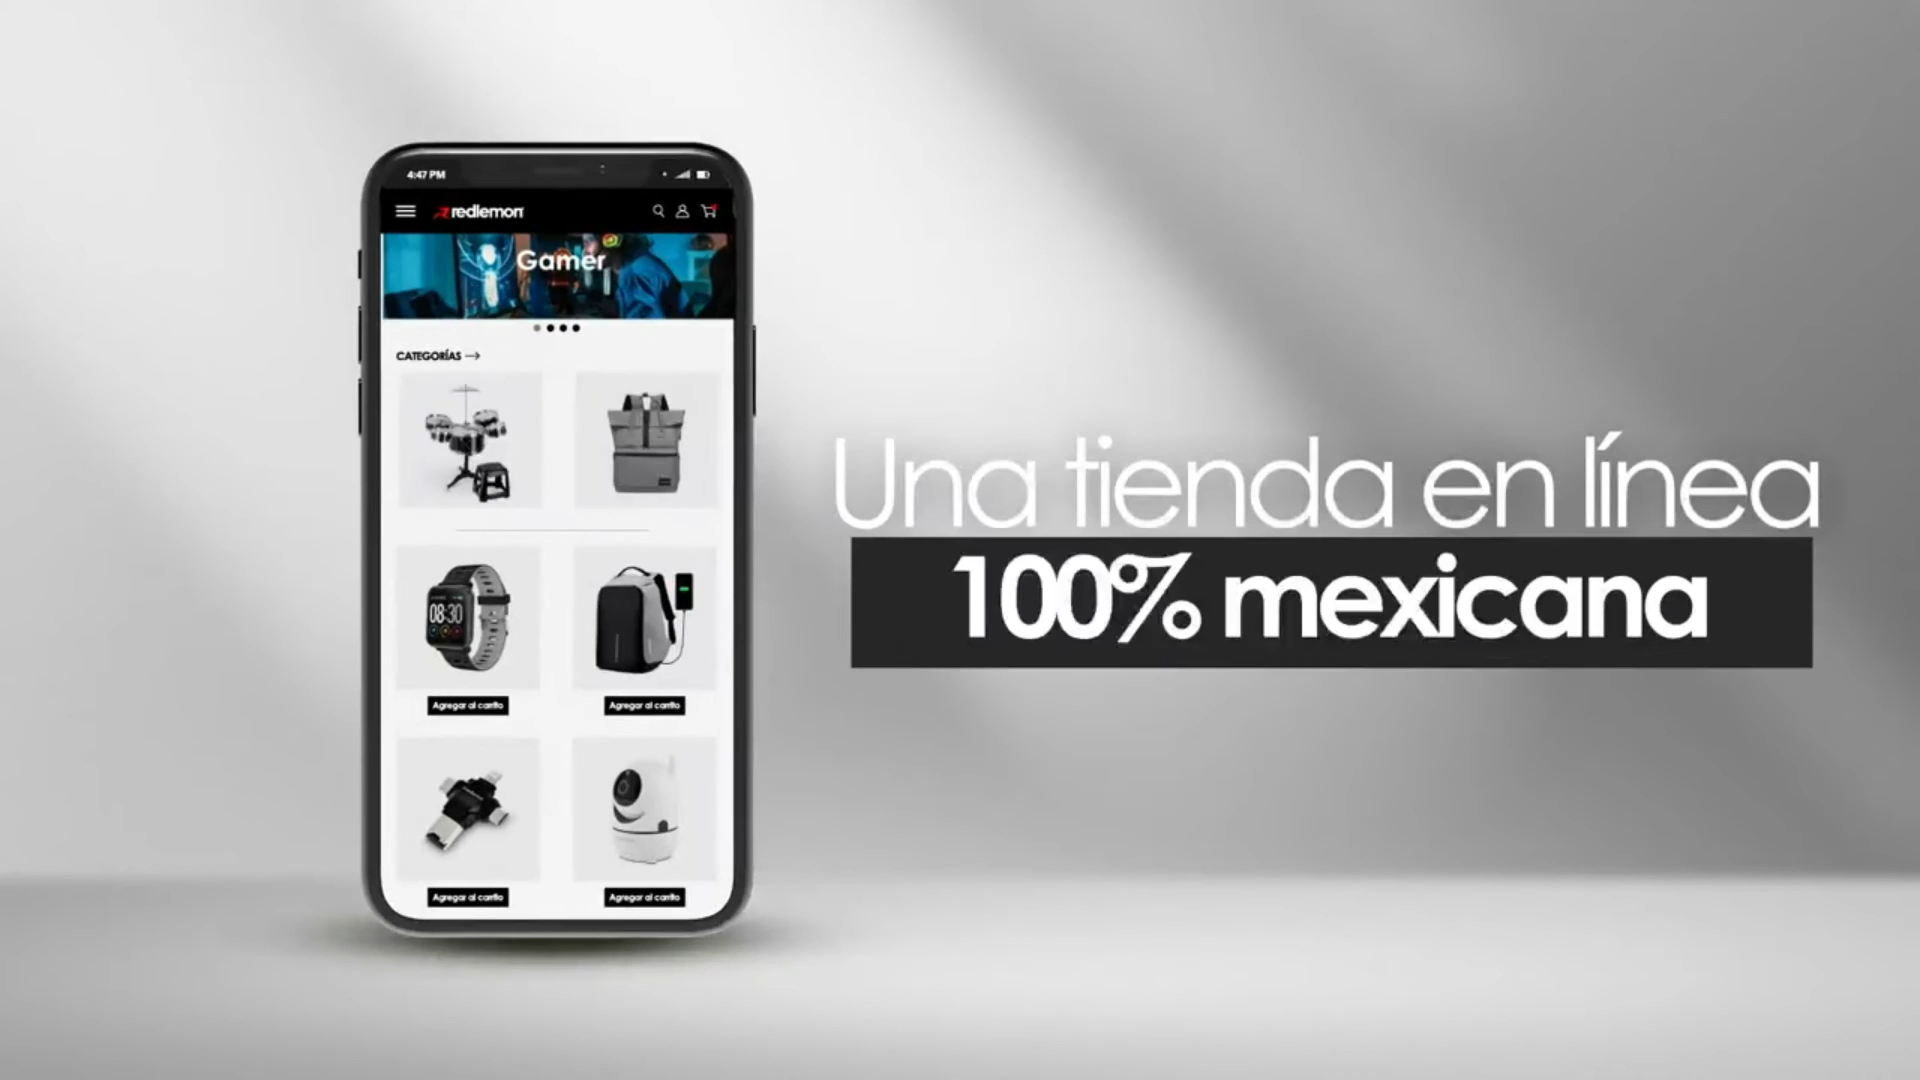 4:47 PM
redlemon
Gamer
CATEGORÍAS
08:30
Agregar al carrito
Agregar al carrito
Agregar al carrito
Agregar al carrito
Una tienda en línea
100% mexicana